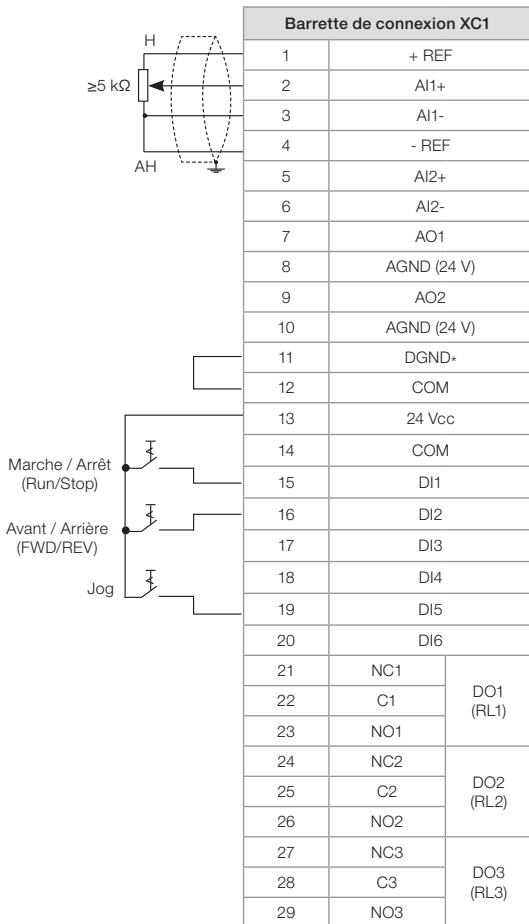 Barrette de connexion XC1
H
1 + REF
≥5 kΩ
2 AI1+
3 AI1-
4 - REF
AH
5 AI2+
6 AI2-
7 AO1
8 AGND (24 V)
9 AO2
10 AGND (24 V)
11 DGND*
12 COM
13 24 Vcc
14 COM
Marche / Arrêt
(Run/Stop)
15 DI1
16 DI2
Avant / Arrière
(FWD/REV)
17 DI3
18 DI4
Jog
19 DI5
20 DI6
21 NC1
22 C1
23 NO1
DO1
(RL1)
24 NC2
25 C2
26 NO2
DO2
(RL2)
27 NC3
28 C3
29 NO3
DO3
(RL3)